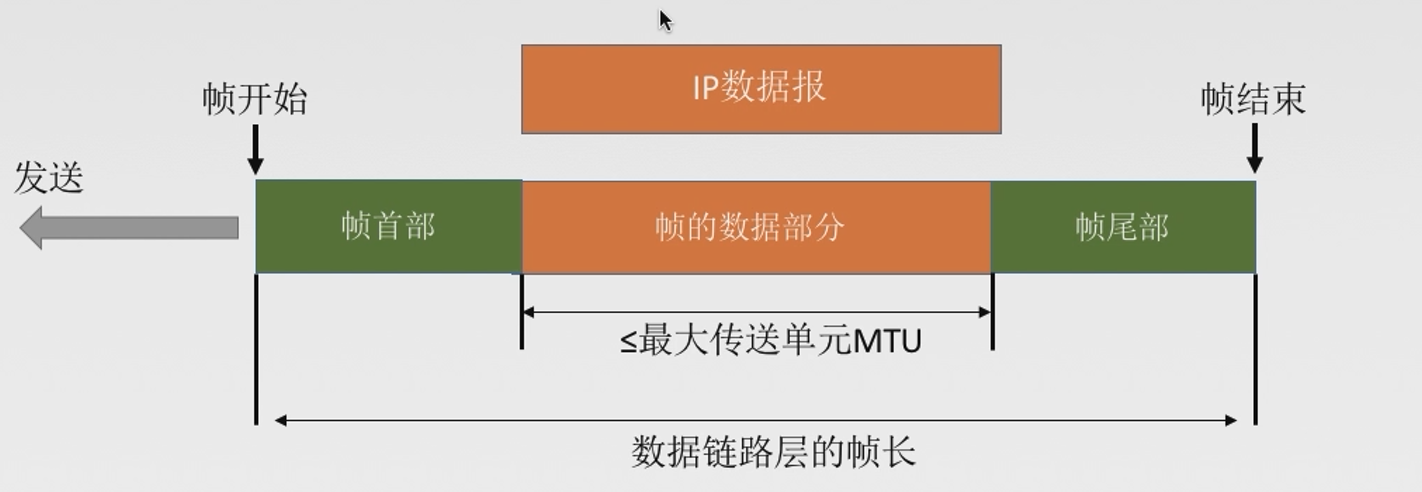 IP数据报
帧开始
帧结束
发送
帧首部
帧的数据部分
帧尾部
≤最大传送单元MTU
数据链路层的帧长